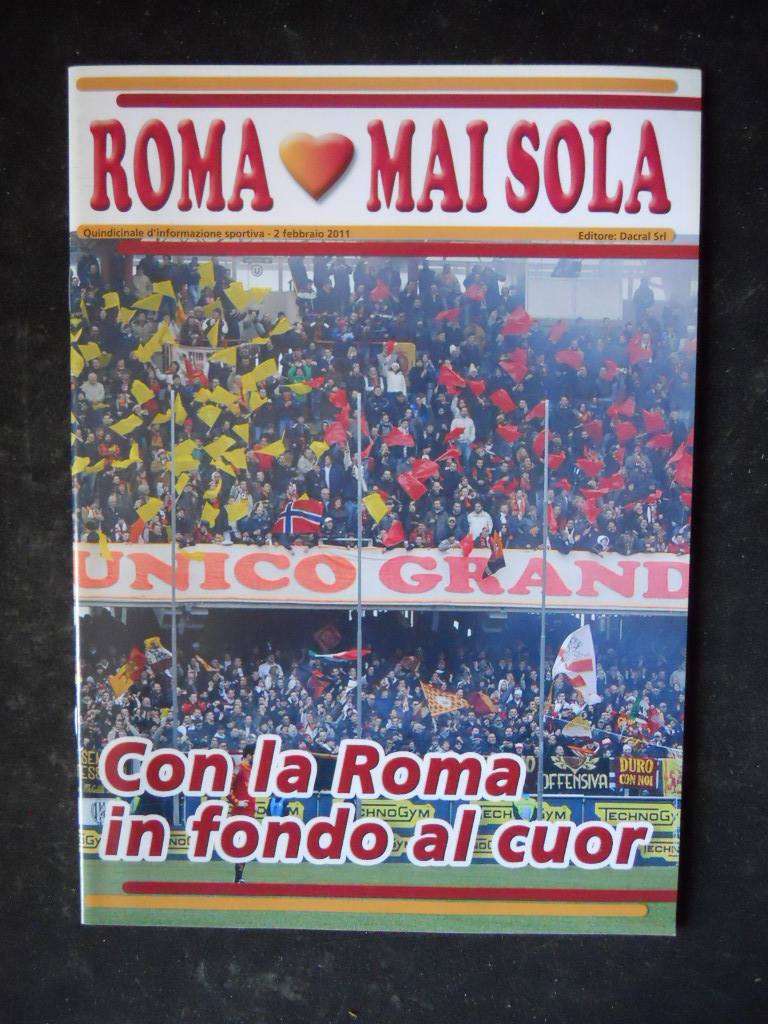 ROMA MAI SOLA
Quindicinale d'informazione sportiva - 2 febbraio 2011
Editore: Dacral Srl
UNICO GRAND
OFFENSIVA
DURO
CON NOI
Con la Roma
TECHNOGYM
in fondo al cuor